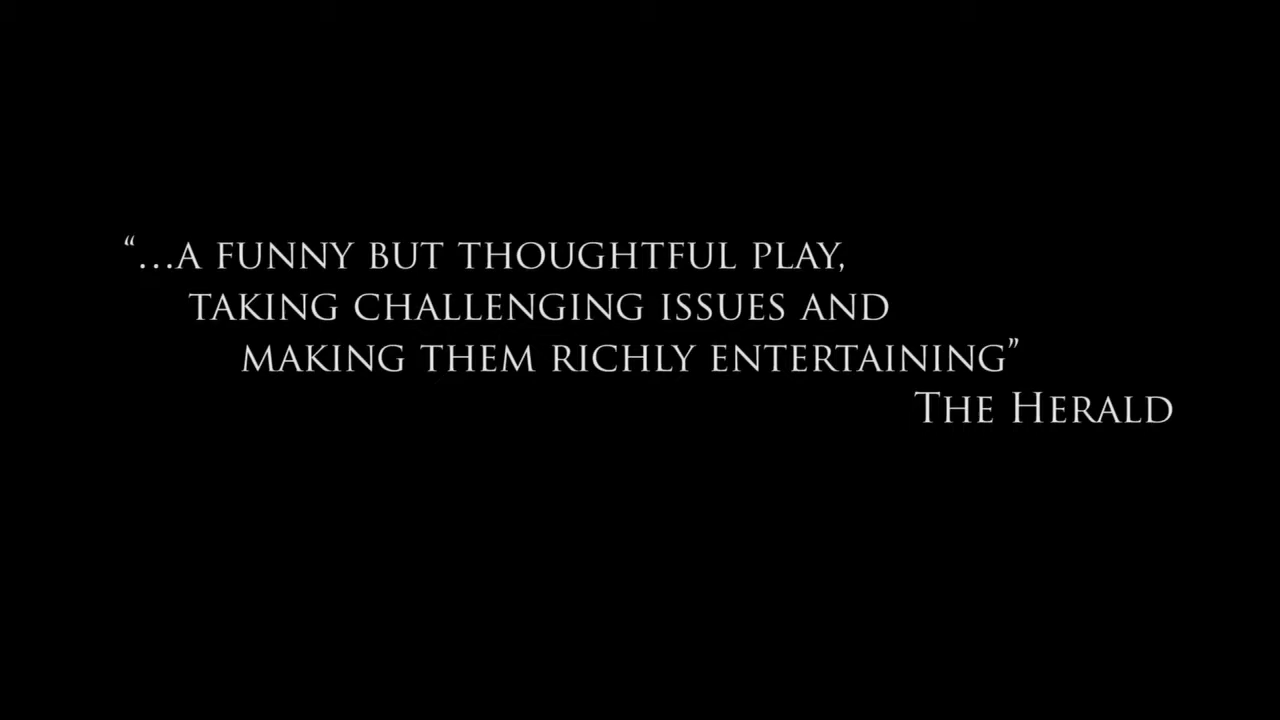 “…A FUNNY BUT THOUGHTFUL PLAY,
TAKING CHALLENGING ISSUES AND
MAKING THEM RICHLY ENTERTAINING”
THE HERALD